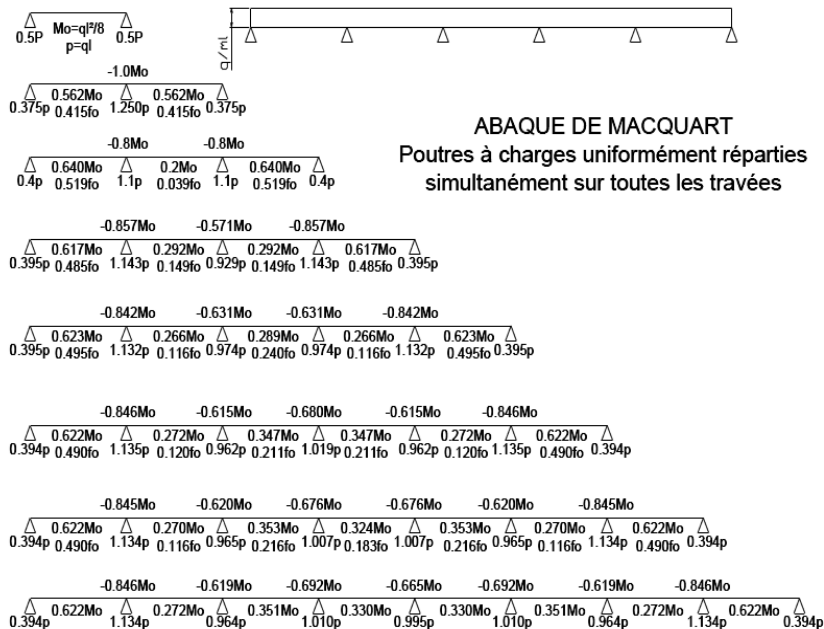 Mo=ql²/8
0.5P p=ql 0.5P
q/ml
-1.0Mo
0.562Mo 0.562Mo
0.375p 0.415fo 1.250p 0.415fo 0.375p
ABAQUE DE MACQUART
Poutres à charges uniformément réparties
simultanément sur toutes les travées
-0.8Mo -0.8Mo
0.640Mo 0.2Mo 0.640Mo
0.4p 0.519fo 1.1p 0.039fo 1.1p 0.519fo 0.4p
-0.857Mo -0.571Mo -0.857Mo
0.617Mo 0.292Mo 0.292Mo 0.617Mo
0.395p 0.485fo 1.143p 0.149fo 0.929p 0.149fo 1.143p 0.485fo 0.395p
-0.842Mo -0.631Mo -0.631Mo -0.842Mo
0.623Mo 0.266Mo 0.289Mo 0.266Mo 0.623Mo
0.395p 0.495fo 1.132p 0.116fo 0.974p 0.240fo 0.974p 0.116fo 1.132p 0.495fo 0.395p
-0.846Mo -0.615Mo -0.680Mo -0.615Mo -0.846Mo
0.622Mo 0.272Mo 0.347Mo 0.347Mo 0.272Mo 0.622Mo
0.394p 0.490fo 1.135p 0.120fo 0.962p 0.211fo 1.019p 0.211fo 0.962p 0.120fo 1.135p 0.490fo 0.394p
-0.845Mo -0.620Mo -0.676Mo -0.676Mo -0.620Mo -0.845Mo
0.622Mo 0.270Mo 0.353Mo 0.324Mo 0.353Mo 0.270Mo 0.622Mo
0.394p 0.490fo 1.134p 0.116fo 0.965p 0.216fo 1.007p 0.183fo 1.007p 0.216fo 0.965p 0.116fo 1.134p 0.490fo 0.394p
-0.846Mo -0.619Mo -0.692Mo -0.665Mo -0.692Mo -0.619Mo -0.846Mo
0.394p 0.622Mo 1.134p 0.272Mo 0.964p 0.351Mo 1.010p 0.330Mo 0.995p 0.330Mo 1.010p 0.351Mo 0.964p 0.272Mo 1.134p 0.622Mo 0.394p